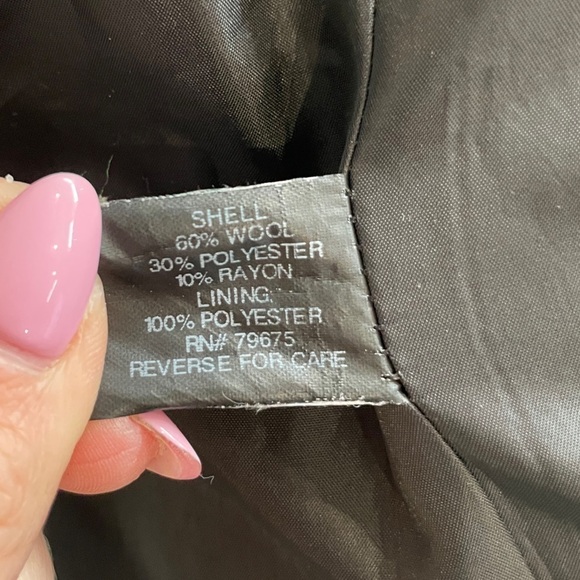 SHELL
60% WOOL
30% POLYESTER
10% RAYON
LINING:
100% POLYESTER
RN# 79675
REVERSE FOR CARE